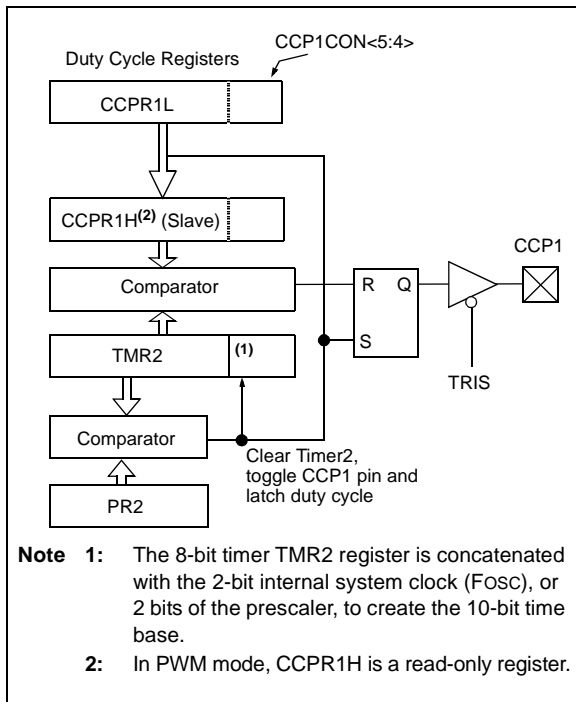 CCP1CON<5:4>
Duty Cycle Registers
CCPR1L
CCPR1H(2) (Slave)
CCP1
Comparator
R Q
TMR2 (1)
S
TRIS
Comparator
Clear Timer2,
toggle CCP1 pin and
latch duty cycle
PR2
Note 1: The 8-bit timer TMR2 register is concatenated
with the 2-bit internal system clock (FOSC), or
2 bits of the prescaler, to create the 10-bit time
base.
2: In PWM mode, CCPR1H is a read-only register.